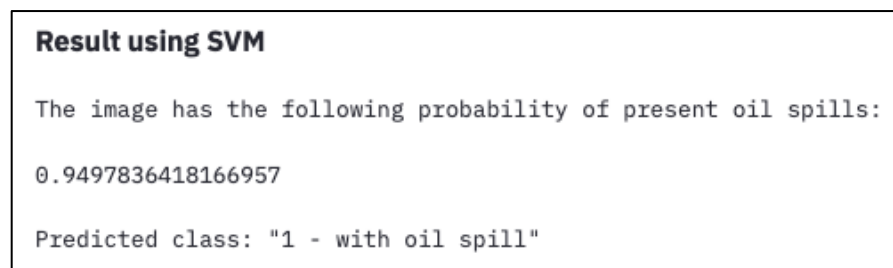 Result using SVM
The image has the following probability of present oil spills:
0.9497836418166957
Predicted class: "1 - with oil spill"